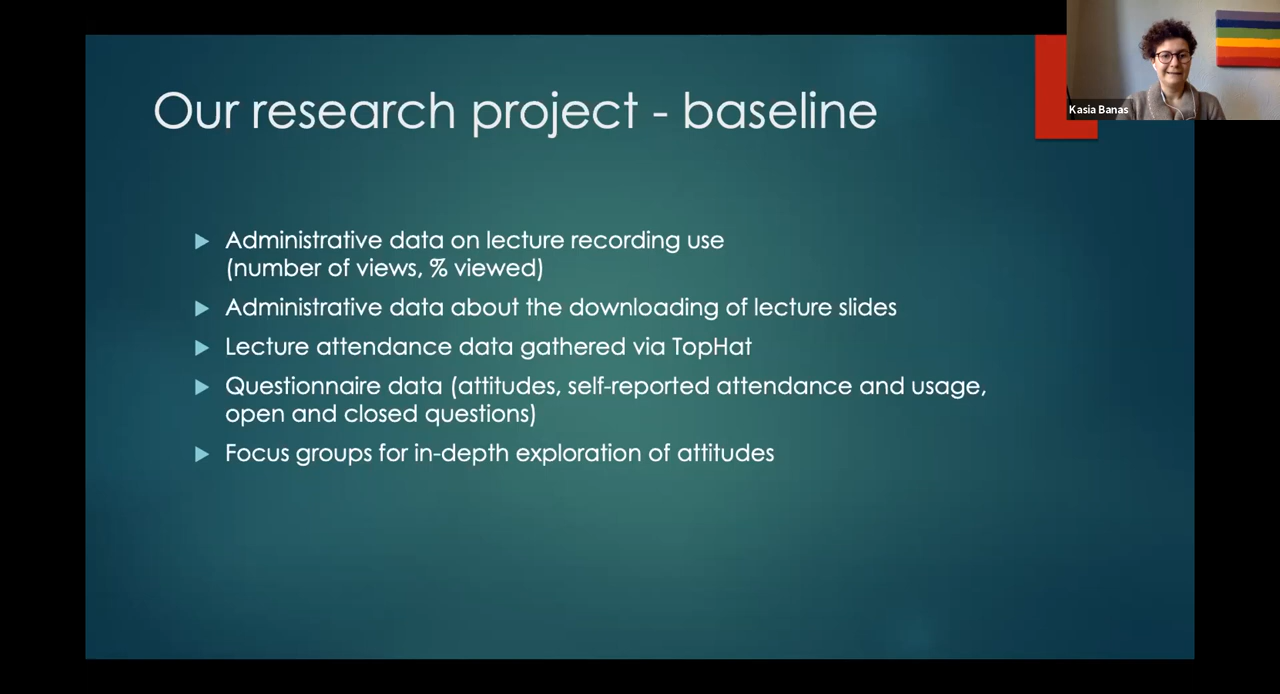 Our research project - baseline
Administrative data on lecture recording use
(number of views, % viewed)
Administrative data about the downloading of lecture slides
Lecture attendance data gathered via TopHat
Questionnaire data (attitudes, self-reported attendance and usage,
open and closed questions)
Focus groups for in-depth exploration of attitudes
Kasia Banas